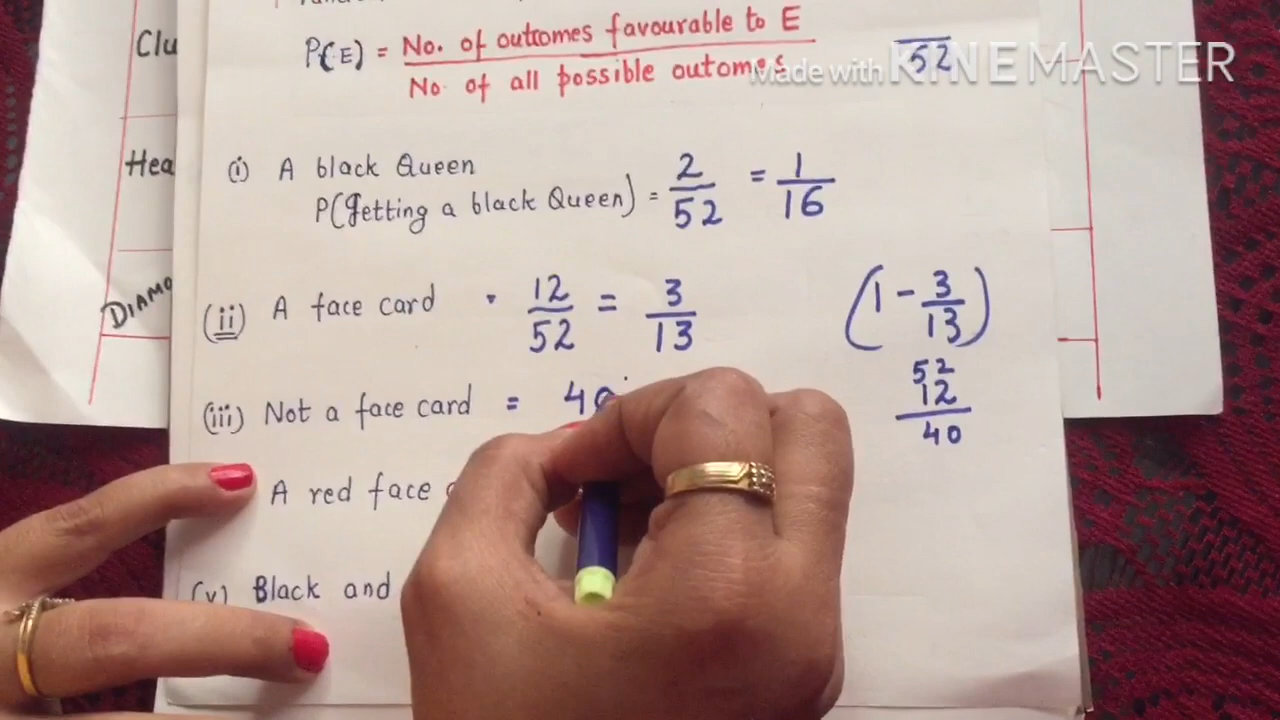 P(E) = No. of outcomes favourable to E / No. of all possible outomes
52
Made with KINEMASTER
(i) A black Queen
P(getting a black Queen) = 2/52 = 1/16
(ii) A face card · 12/52 = 3/13
(1 - 3/13)
(iii) Not a face card = 40
52
12
40
A red face
(v) Black and
Clu
Hea
DIAMO